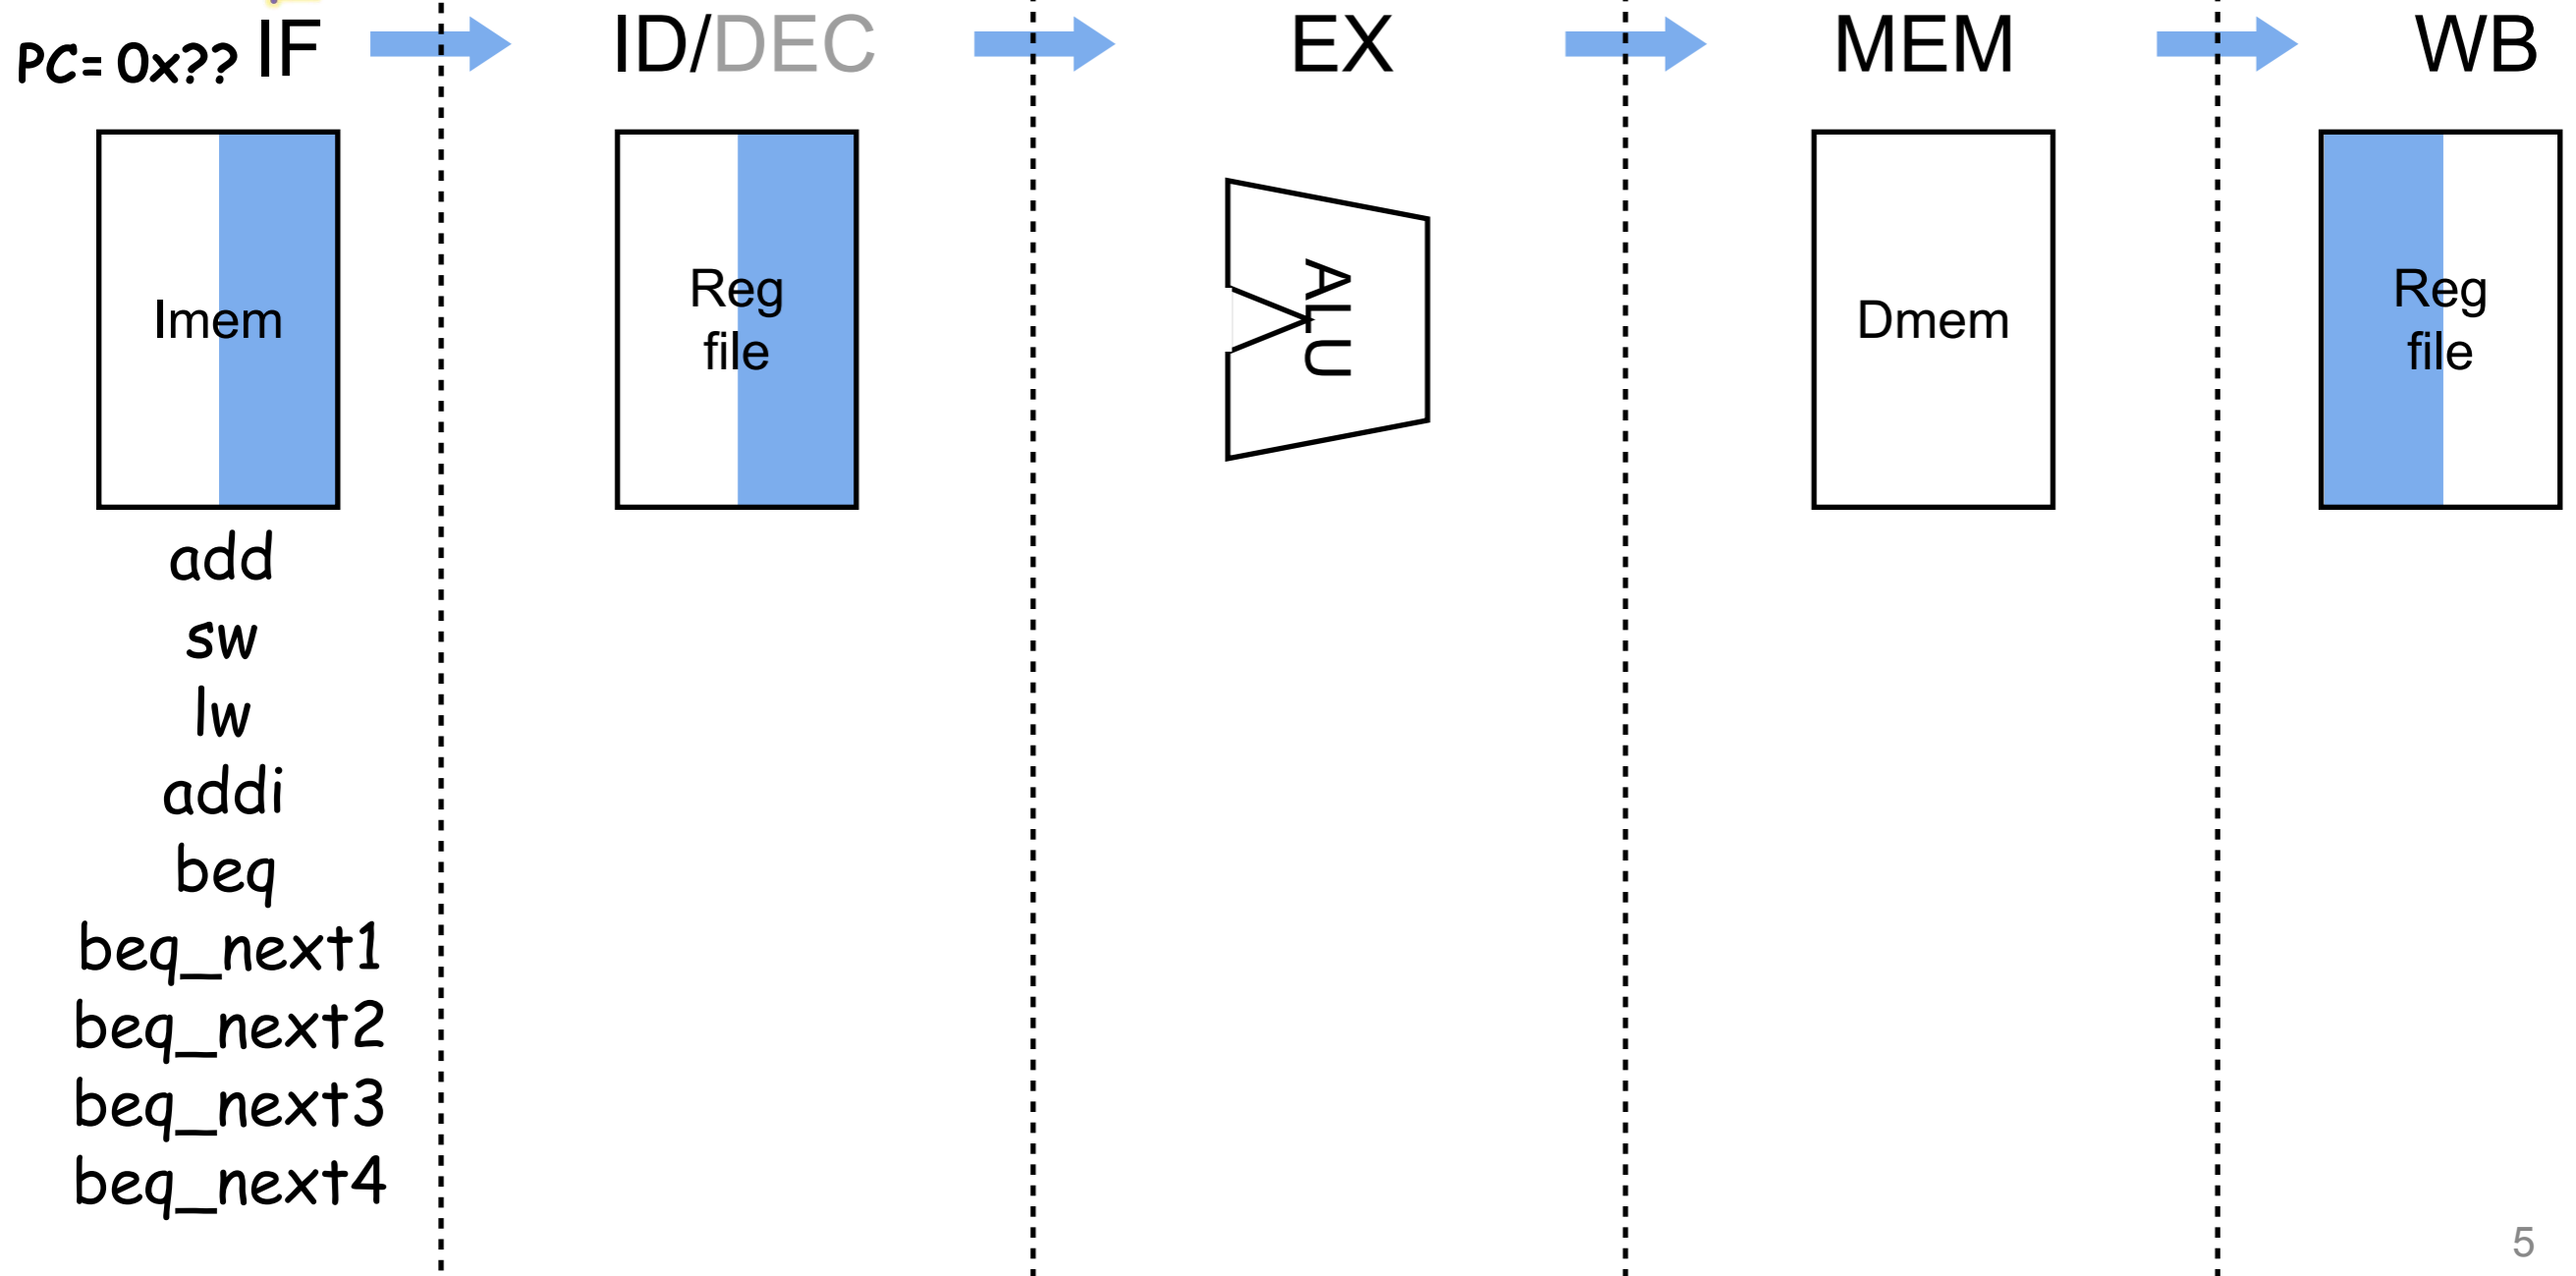 PC= 0x?? IF ID/DEC EX MEM WB
Imem
Reg
file
ALU
Dmem
Reg
file
add
sw
lw
addi
beq
beq_next1
beq_next2
beq_next3
beq_next4
5